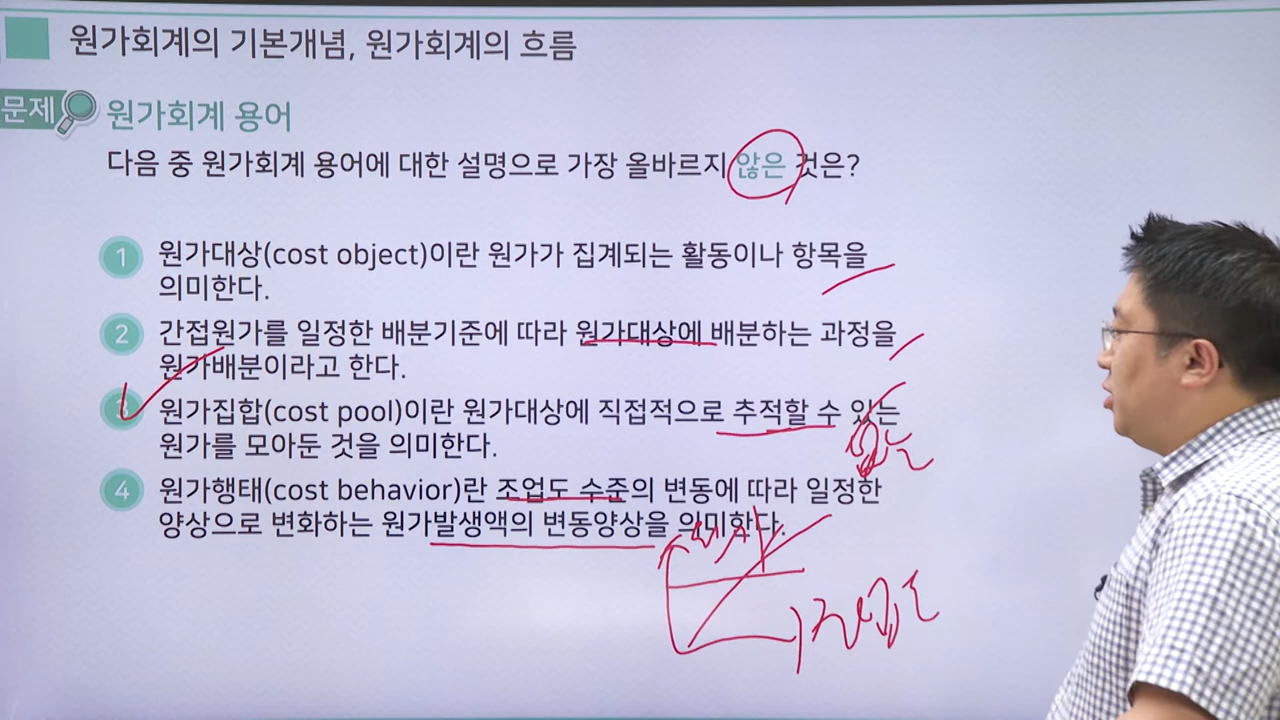 원가회계의 기본개념, 원가회계의 흐름
문제
원가회계 용어
다음 중 원가회계 용어에 대한 설명으로 가장 올바르지 않은 것은?
1 원가대상(cost object)이란 원가가 집계되는 활동이나 항목을
의미한다.
2 간접원가를 일정한 배분기준에 따라 원가대상에 배분하는 과정을
원가배분이라고 한다.
3 원가집합(cost pool)이란 원가대상에 직접적으로 추적할 수 있는
없는
원가를 모아둔 것을 의미한다.
4 원가행태(cost behavior)란 조업도 수준의 변동에 따라 일정한
양상으로 변화하는 원가발생액의 변동양상을 의미한다.
조업도